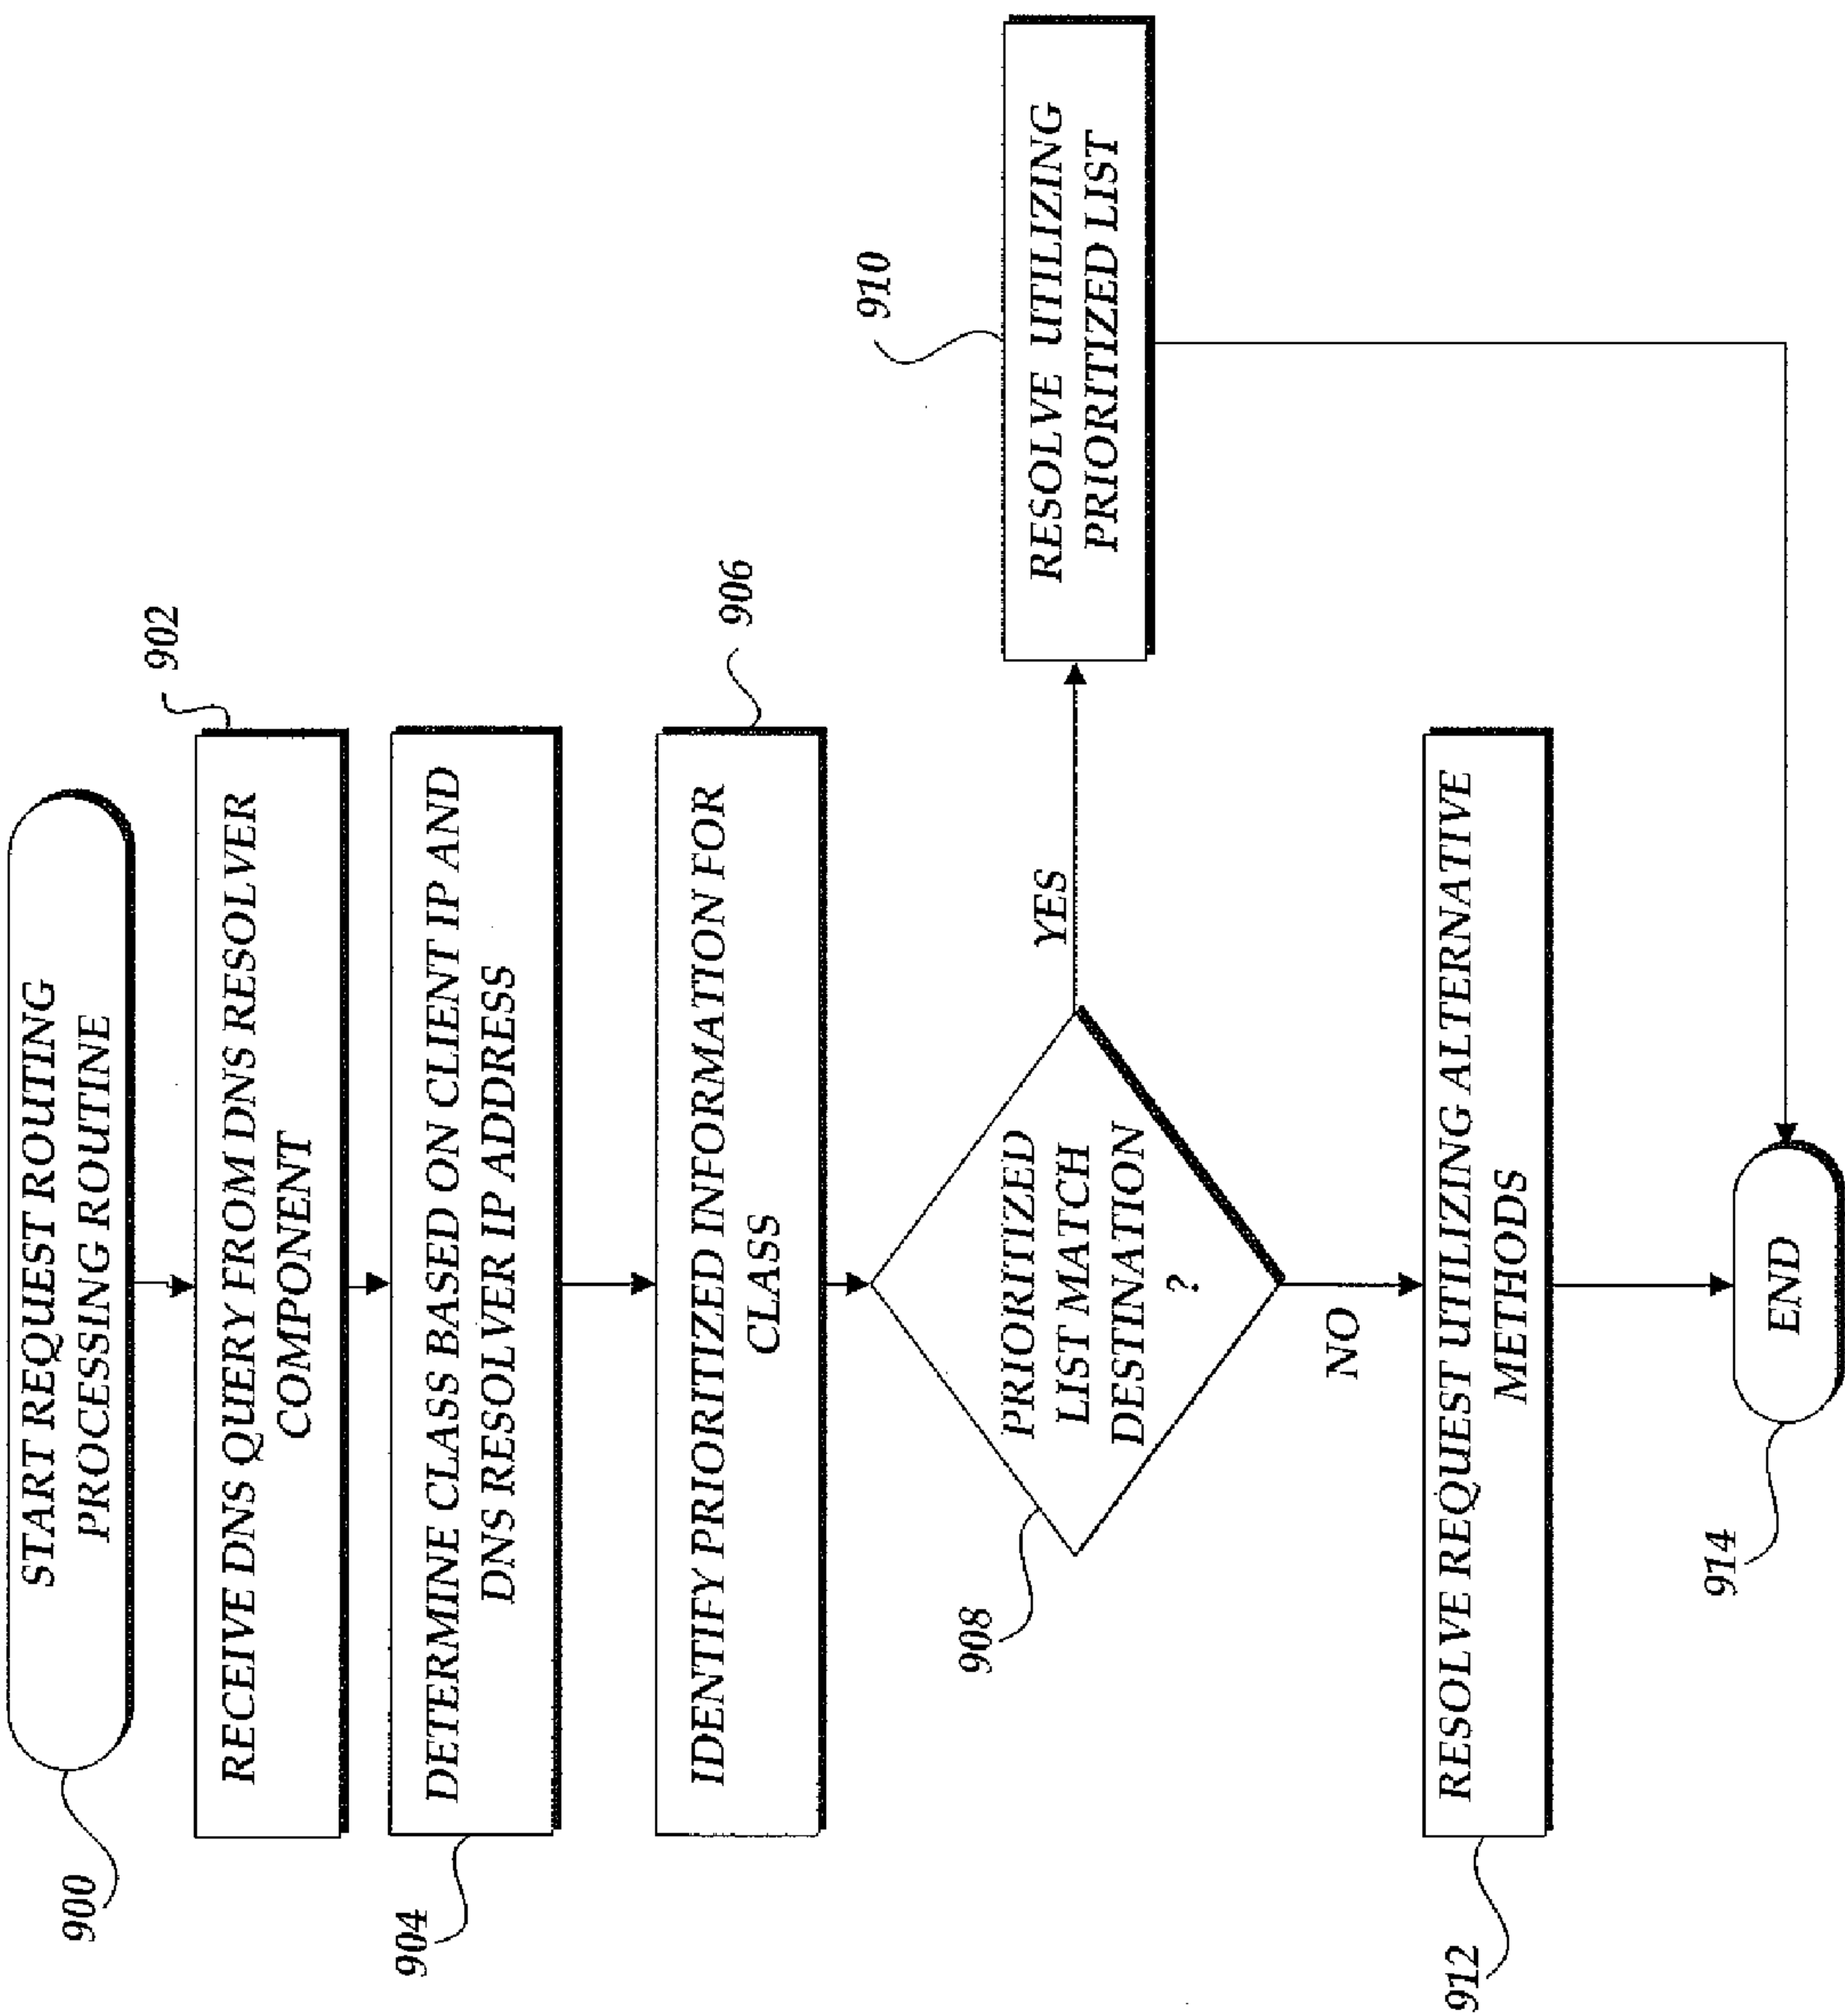 START REQUEST ROUTING
PROCESSING ROUTINE
900
902
RECEIVE DNS QUERY FROM DNS RESOLVER
COMPONENT
DETERMINE CLASS BASED ON CLIENT IP AND
DNS RESOLVER IP ADDRESS
904
906
IDENTIFY PRIORITIZED INFORMATION FOR
CLASS
908
PRIORITIZED
LIST MATCH
DESTINATION
?
YES
910
RESOLVE UTILIZING
PRIORITIZED LIST
NO
RESOLVE REQUEST UTILIZING ALTERNATIVE
METHODS
912
END
914